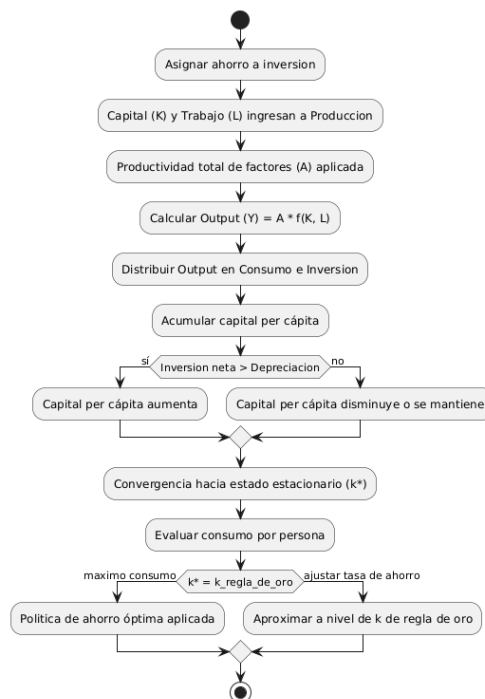 Asignar ahorro a inversion
Capital (K) y Trabajo (L) ingresan a Produccion
Productividad total de factores (A) aplicada
Calcular Output (Y) = A * f(K, L)
Distribuir Output en Consumo e Inversion
Acumular capital per cápita
sí
Inversion neta > Depreciacion
no
Capital per cápita aumenta
Capital per cápita disminuye o se mantiene
Convergencia hacia estado estacionario (k*)
Evaluar consumo por persona
maximo consumo
k* = k_regla_de_oro
ajustar tasa de ahorro
Politica de ahorro óptima aplicada
Aproximar a nivel de k de regla de oro